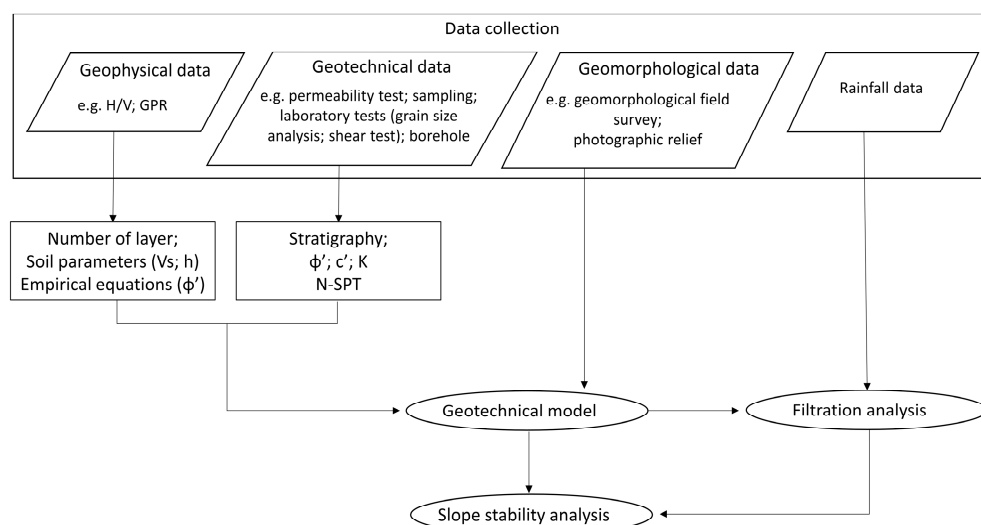 Data collection
Geophysical data
e.g. H/V; GPR
Geotechnical data
e.g. permeability test; sampling;
laboratory tests (grain size
analysis; shear test); borehole
Geomorphological data
e.g. geomorphological field
survey;
photographic relief
Rainfall data
Number of layer;
Soil parameters (Vs; h)
Empirical equations (ϕ’)
Stratigraphy;
ϕ’; c’; K
N-SPT
Geotechnical model
Filtration analysis
Slope stability analysis